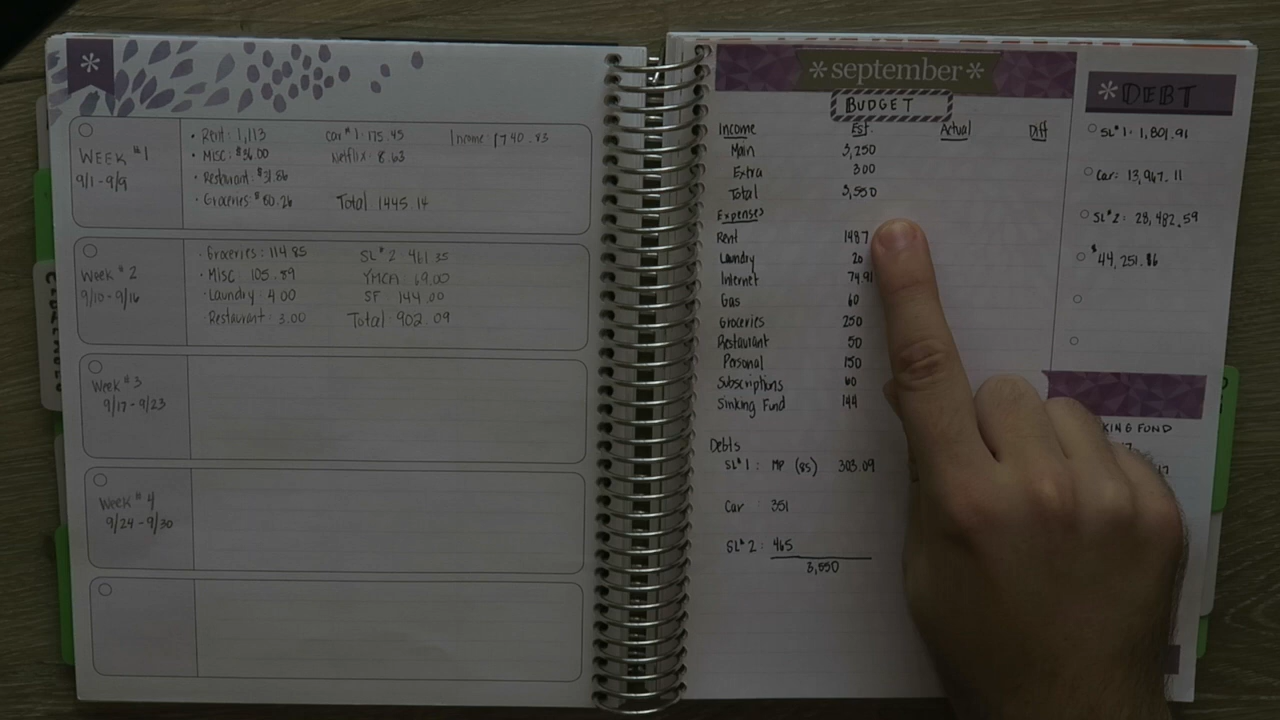 WEEK #1
9/1-9/9
• Rent: 1,113 Car #1: 175.45 Income 1740.83
• Misc: $36.00 Netflix: 8.63
• Restaurant: $31.86
• Groceries: $80.26 Total 1445.14
Week #2
9/10-9/16
• Groceries: 114.85 SL#2 461.35
• Misc: 105.89 YMCA 69.00
• Laundry: 4.00 SF 144.00
• Restaurant: 3.00 Total 902.09
Week #3
9/17-9/23
Week #4
9/24-9/30
*september*
BUDGET
Income Est. Actual Diff
Main 3,250
Extra 300
Total 3,550
Expenses
Rent 1487
Laundry 20
Internet 74.91
Gas 60
Groceries 250
Restaurant 50
Personal 150
Subscriptions
Sinking Fund 144
Debts
SL#1: MP (85) 303.09
Car: 351
SL#2: 465
3,550
*DEBT
SL#1: 1,801.91
Car: 13,967.11
SL#2: 28,482.59
$44,251.
KING FUND